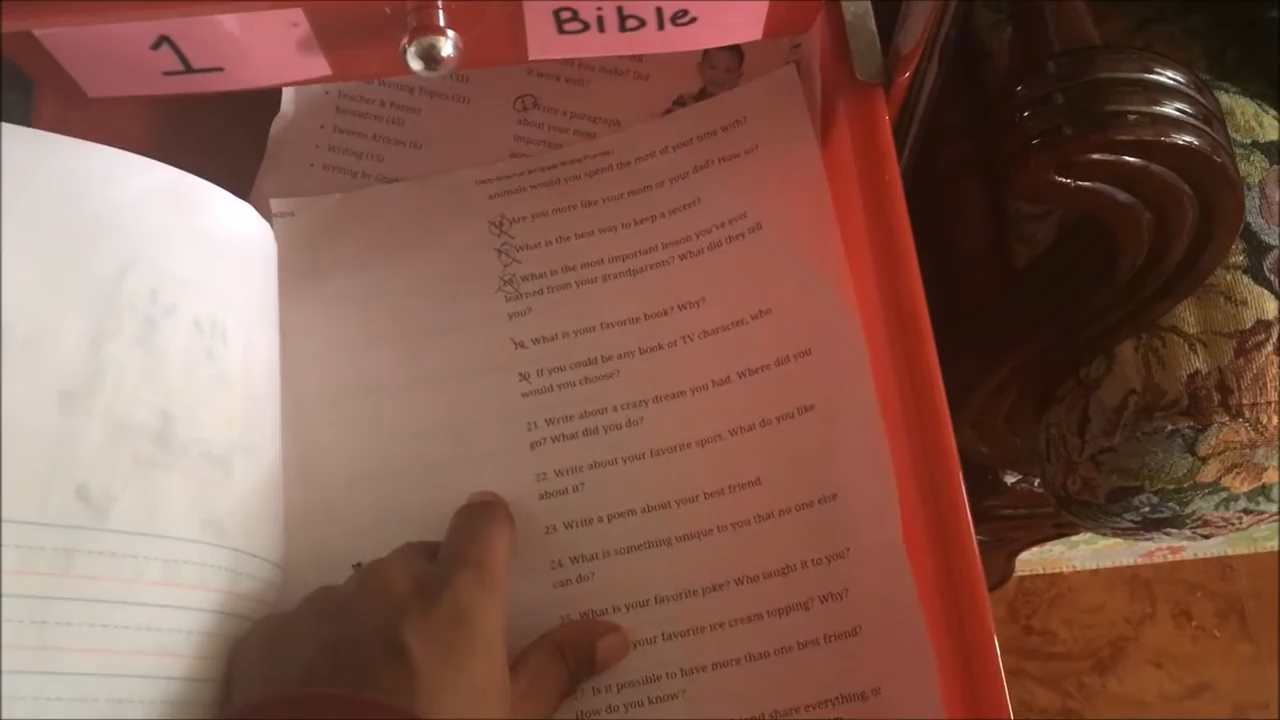 1
Bible
Writing Topics (31)
• Teacher & Parent
Resources (45)
• Tweens Articles (6)
• Writing (15)
• Writing by
you make? Did
it work well?
1. Write a paragraph
about your most
important
animals would you spend the most of your time with?
Are you more like your mom or your dad? How so?
What is the best way to keep a secret?
What is the most important lesson you've ever
learned from your grandparents? What did they tell
you?
19. What is your favorite book? Why?
20. If you could be any book or TV character, who
would you choose?
21. Write about a crazy dream you had. Where did you
go? What did you do?
22. Write about your favorite sport. What do you like
about it?
23. Write a poem about your best friend.
24. What is something unique to you that no one else
can do?
25. What is your favorite joke? Who taught it to you?
your favorite ice cream topping? Why?
Is it possible to have more than one best friend?
How do you know?
share everything, or